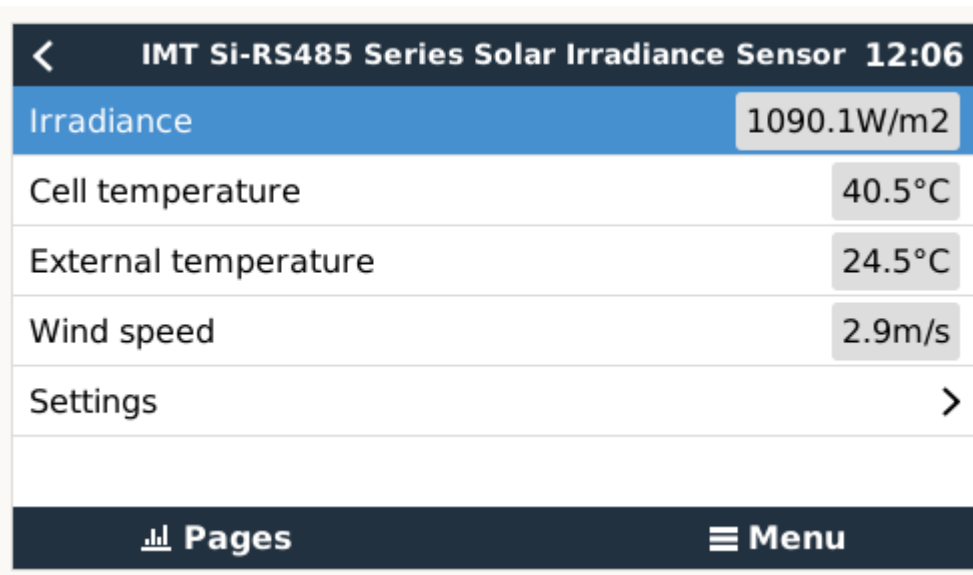 IMT Si-RS485 Series Solar Irradiance Sensor 12:06
Irradiance 1090.1W/m2
Cell temperature 40.5°C
External temperature 24.5°C
Wind speed 2.9m/s
Settings
Pages Menu